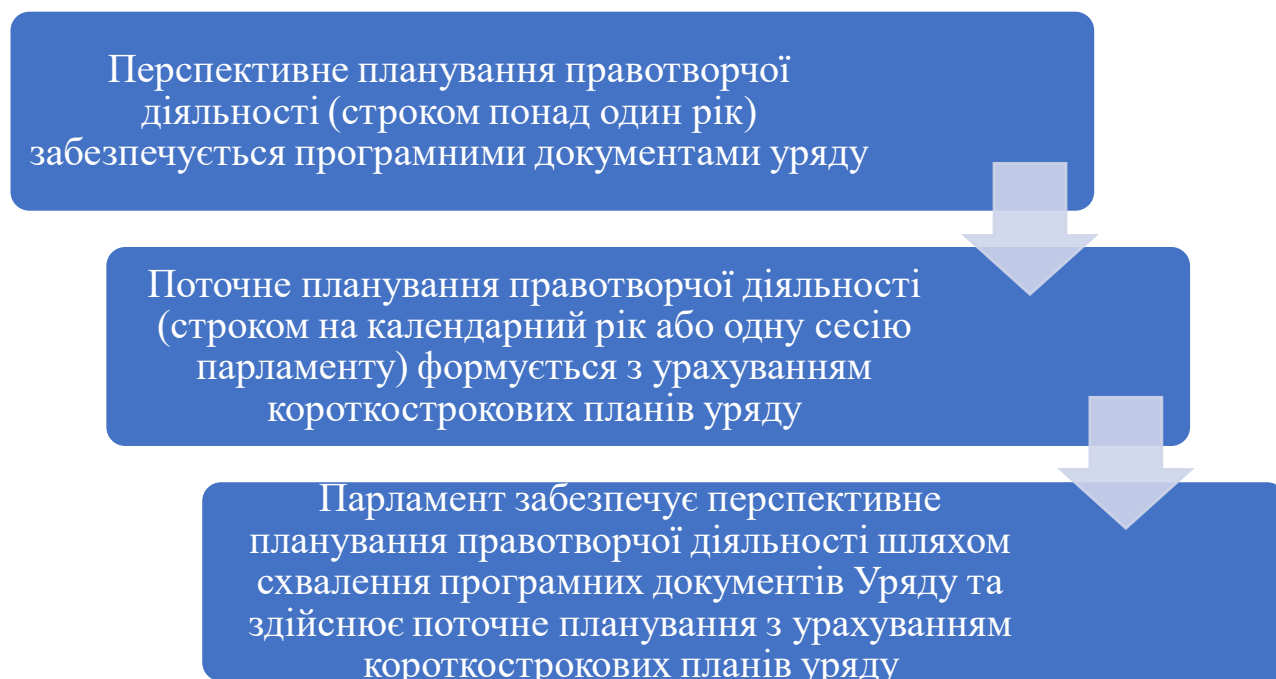 Перспективне планування правотворчої
діяльності (строком понад один рік)
забезпечується програмними документами уряду
Поточне планування правотворчої діяльності
(строком на календарний рік або одну сесію
парламенту) формується з урахуванням
короткострокових планів уряду
Парламент забезпечує перспективне
планування правотворчої діяльності шляхом
схвалення програмних документів Уряду та
здійснює поточне планування з урахуванням
короткострокових планів уряду